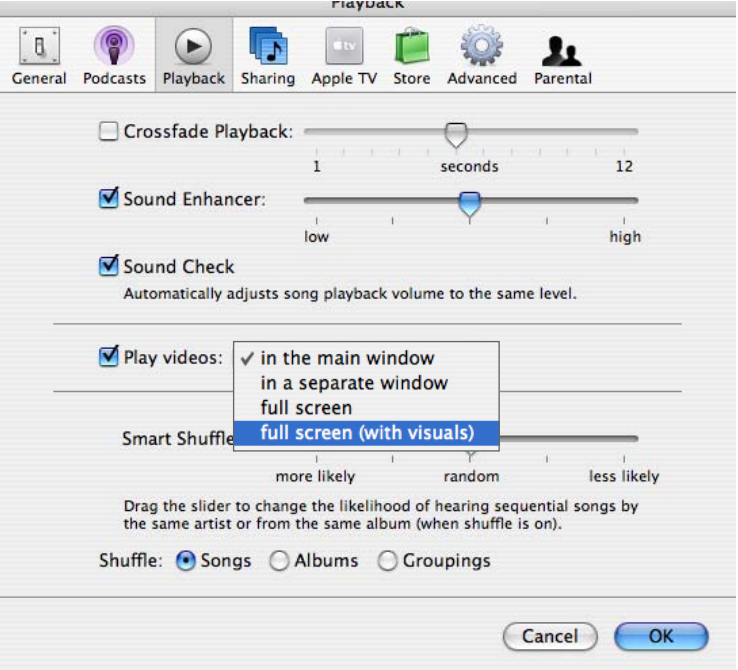 Playback
General Podcasts Playback Sharing Apple TV Store Advanced Parental
Crossfade Playback:
1 seconds 12
Sound Enhancer:
low high
Sound Check
Automatically adjusts song playback volume to the same level.
Play videos: ✓ in the main window
in a separate window
full screen
full screen (with visuals)
Smart Shuffle
more likely random less likely
Drag the slider to change the likelihood of hearing sequential songs by
the same artist or from the same album (when shuffle is on).
Shuffle: Songs Albums Groupings
Cancel OK